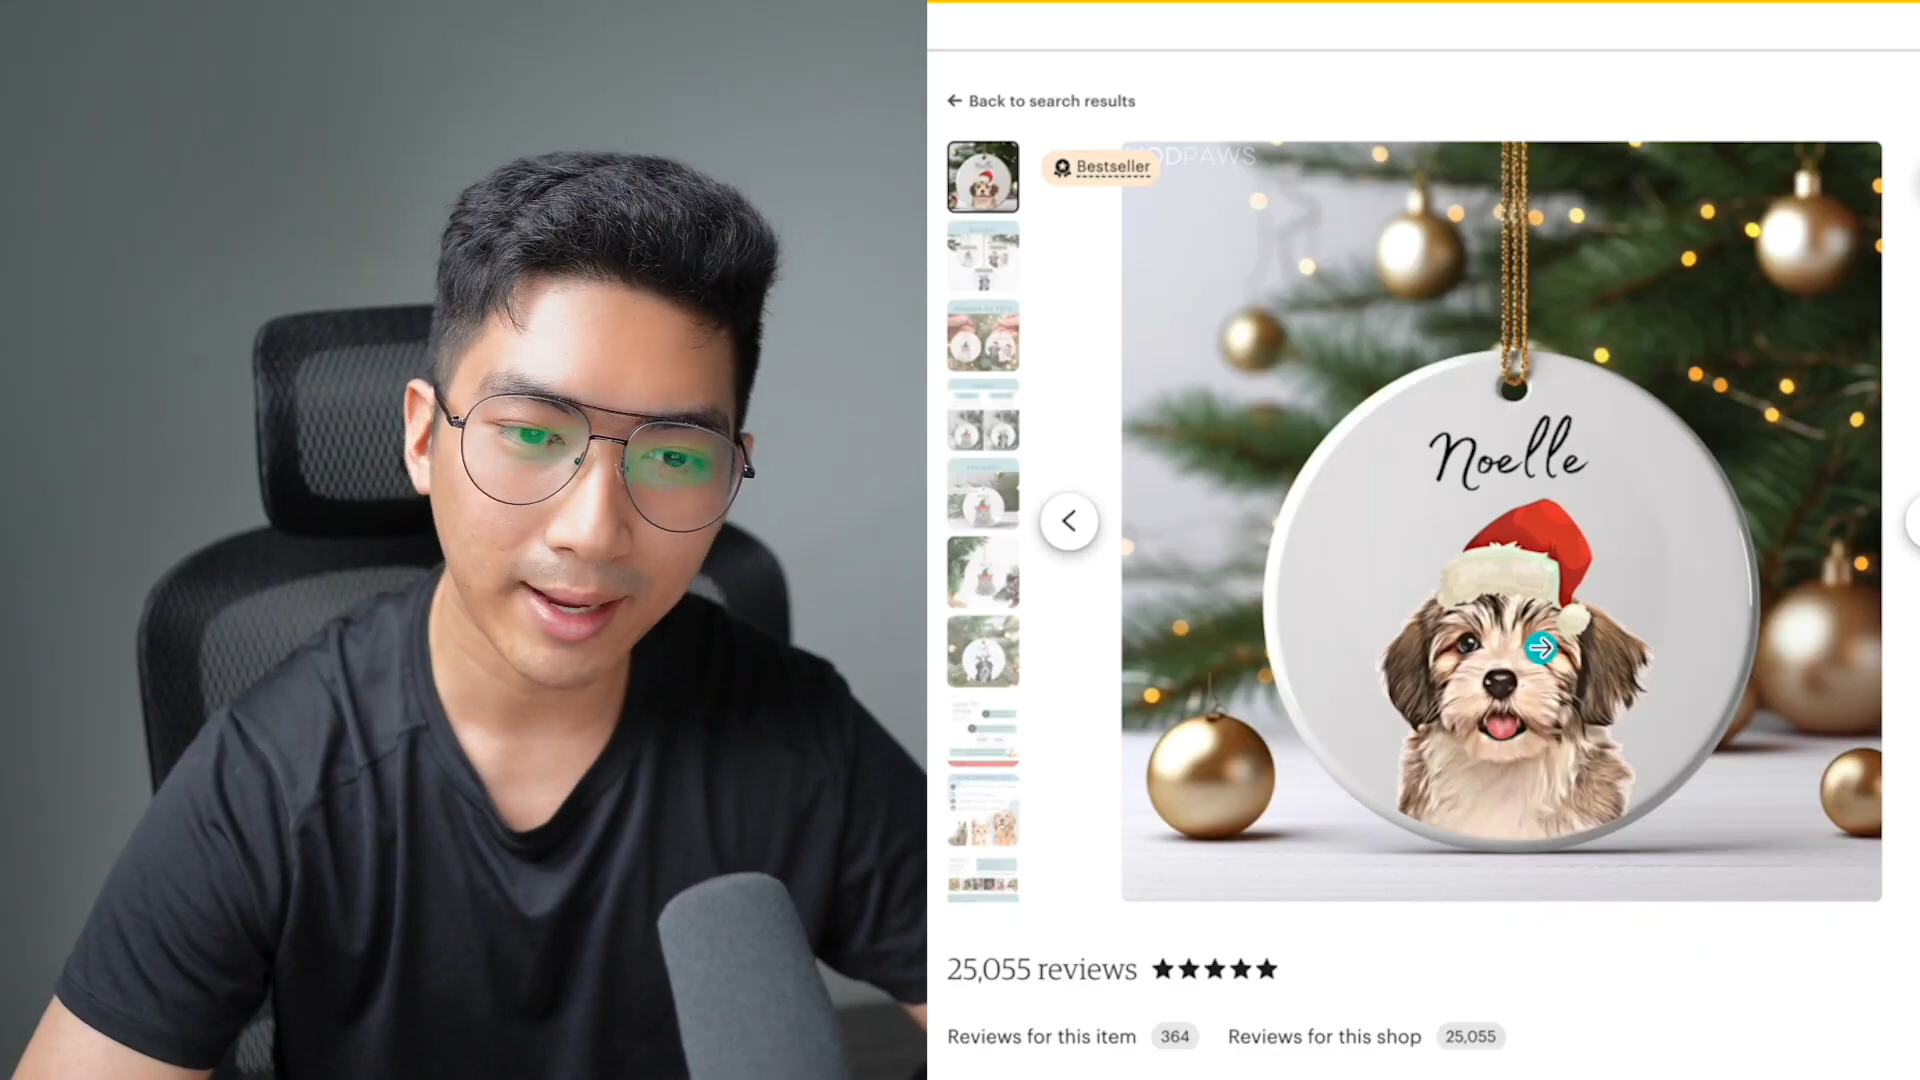 ← Back to search results
Bestseller
ODPAWS
Noelle
25,055 reviews ★★★★★
Reviews for this item 364 Reviews for this shop 25,055